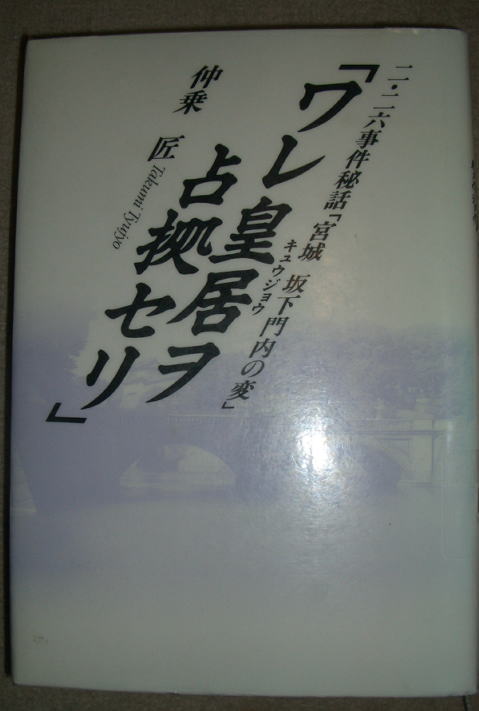 二・二六事件秘話「宮城 坂下門内の変」
キュウジョウ
「ワレ皇居ヲ
占拠セリ」
仲乗 匠
Takumi Tyujyo